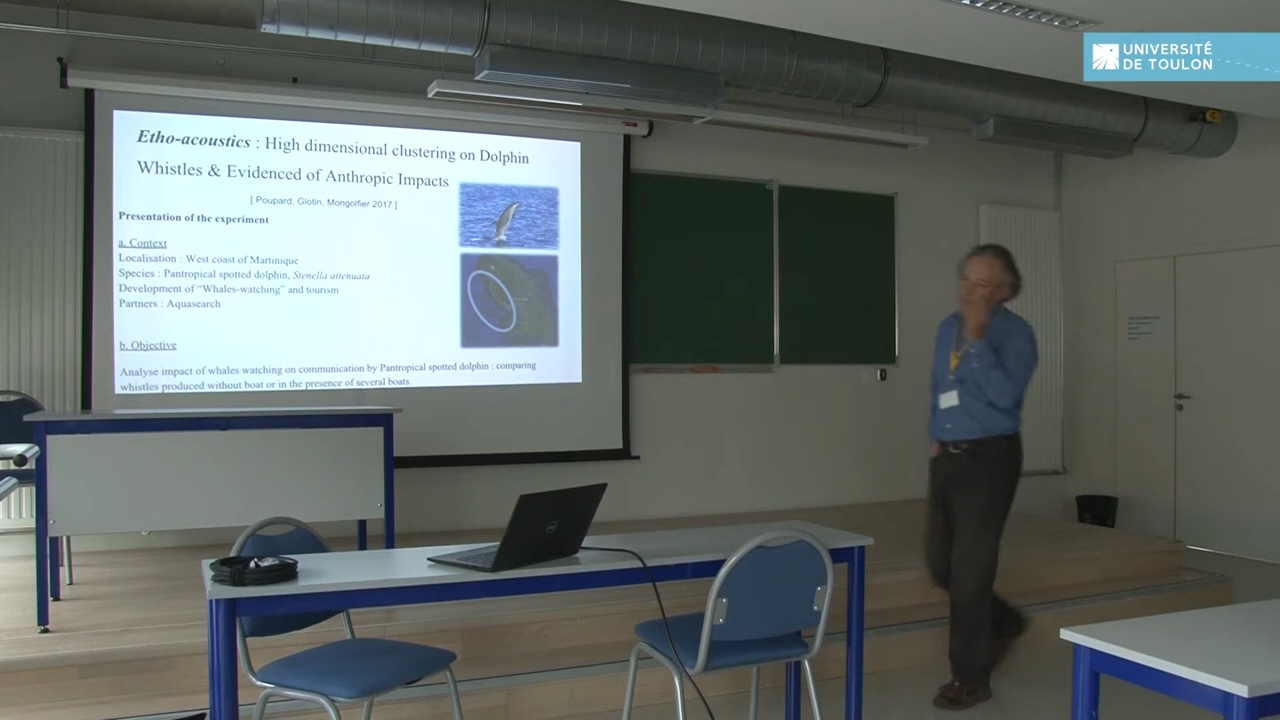 UNIVERSITÉ
DE TOULON
Etho-acoustics : High dimensional clustering on Dolphin
Whistles & Evidenced of Anthropic Impacts
[ Poupard, Glotin, Mongolfier 2017 ]
Presentation of the experiment
a. Context
Localisation : West coast of Martinique
Species : Pantropical spotted dolphin, Stenella attenuata
Development of “Whales-watching” and tourism
Partners : Aquasearch
b. Objective
Analyse impact of whales watching on communication by Pantropical spotted dolphin : comparing
whistles produced without boat or in the presence of several boats.
DELL